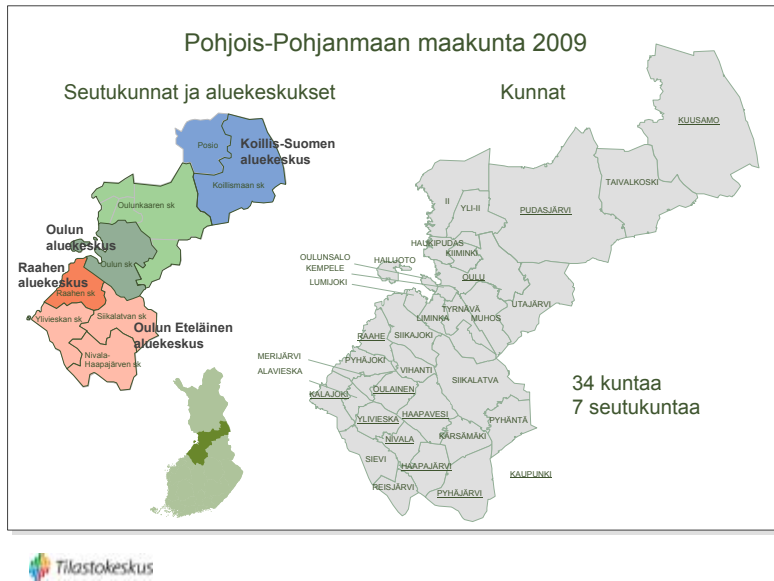 Pohjois-Pohjanmaan maakunta 2009
Seutukunnat ja aluekeskukset
Posio
Koillis-Suomen
aluekeskus
Koillismaan sk
Oulunkaaren sk
Oulun
aluekeskus
Oulun sk
Raahen
aluekeskus
Raahen sk
Ylivieskan sk
Siikalatvan sk
Oulun Eteläinen
aluekeskus
Nivala-
Haapajärven sk
Kunnat
KUUSAMO
TAIVALKOSKI
PUDASJÄRVI
II
YLI-II
HAUKIPUDAS
KIIMINKI
OULUNSALO
HAILUOTO
KEMPELE
OULU
LUMIJOKI
UTAJÄRVI
TYRNÄVÄ
LIMINKA
MUHOS
RAAHE
SIIKAJOKI
MERIJÄRVI
PYHÄJOKI
VIHANTI
ALAVIESKA
SIIKALATVA
KALAJOKI
OULAINEN
YLIVIESKA
HAAPAVESI
PYHÄNTÄ
NIVALA
KÄRSÄMÄKI
SIEVI
HAAPAJÄRVI
REISJÄRVI
PYHÄJÄRVI
KAUPUNKI
34 kuntaa
7 seutukuntaa
Tilastokeskus